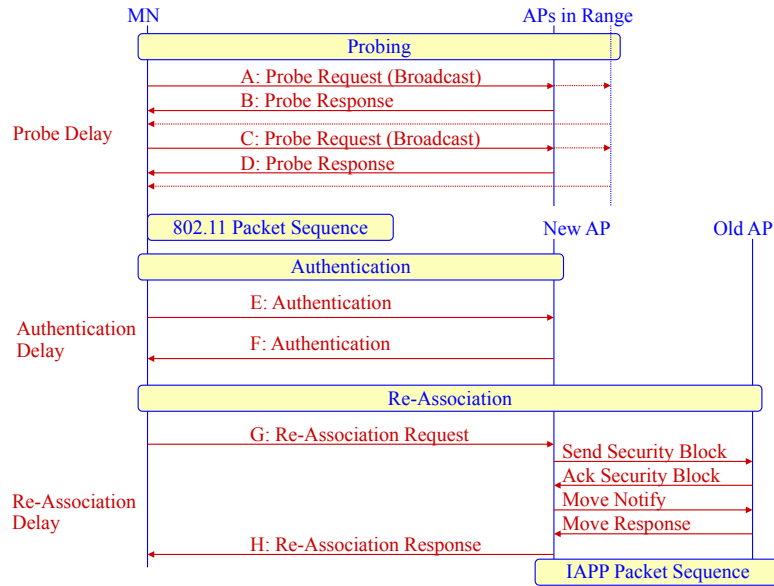 MN
APs in Range
Probing
A: Probe Request (Broadcast)
B: Probe Response
Probe Delay
C: Probe Request (Broadcast)
D: Probe Response
802.11 Packet Sequence
New AP
Old AP
Authentication
E: Authentication
Authentication
Delay
F: Authentication
Re-Association
G: Re-Association Request
Send Security Block
Ack Security Block
Re-Association
Delay
Move Notify
Move Response
H: Re-Association Response
IAPP Packet Sequence